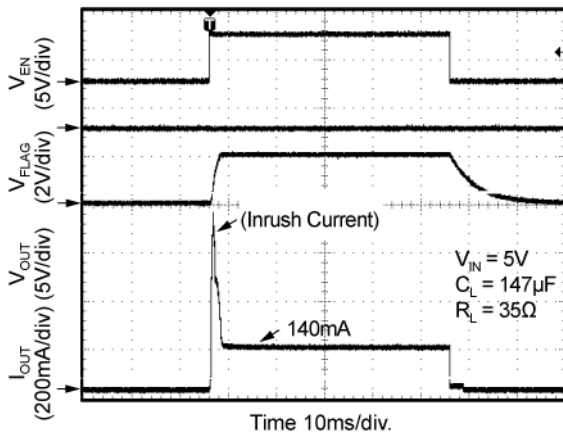 T
V_EN
(5V/div)
V_FLAG
(2V/div)
V_OUT
(5V/div)
I_OUT
(200mA/div)
(Inrush Current)
140mA
V_IN = 5V
C_L = 147µF
R_L = 35Ω
Time 10ms/div.